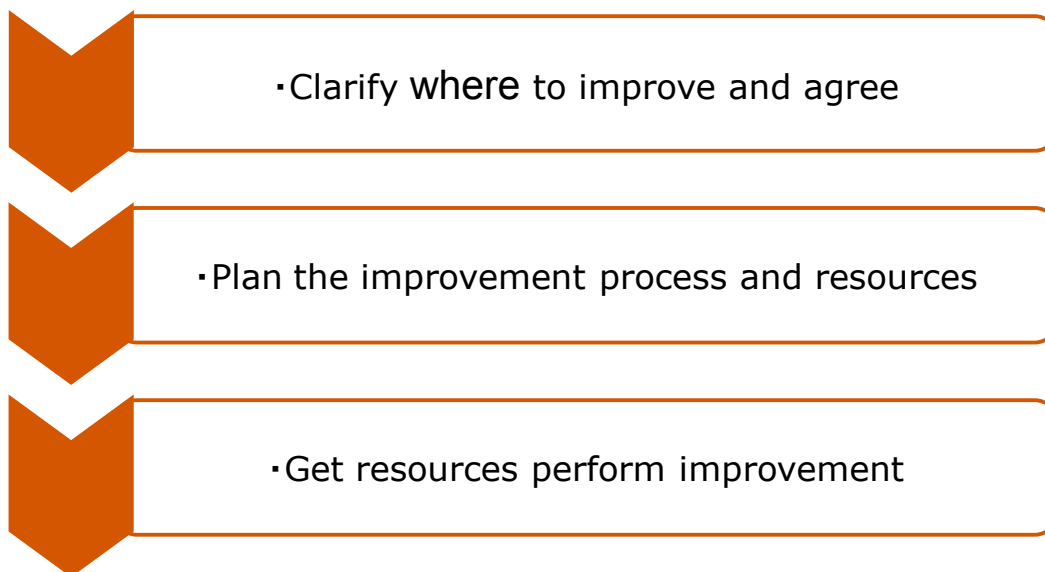 ·Clarify where to improve and agree
·Plan the improvement process and resources
·Get resources perform improvement